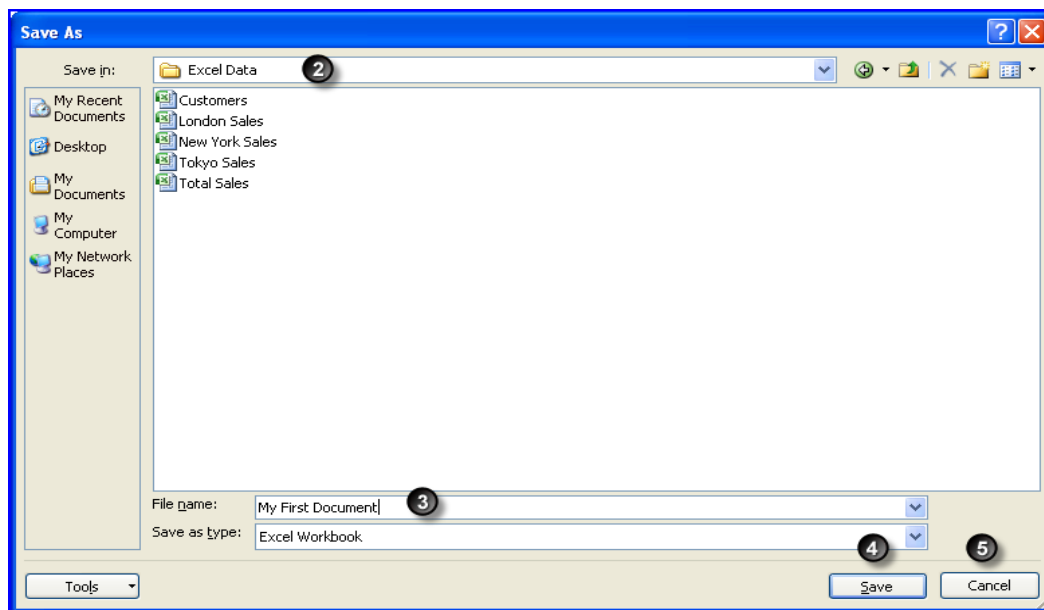 Save As
Save in:
Excel Data
2
My Recent
Documents
Desktop
My
Documents
My
Computer
My Network
Places
Customers
London Sales
New York Sales
Tokyo Sales
Total Sales
File name:
My First Document
3
Save as type:
Excel Workbook
4
5
Tools
Save
Cancel